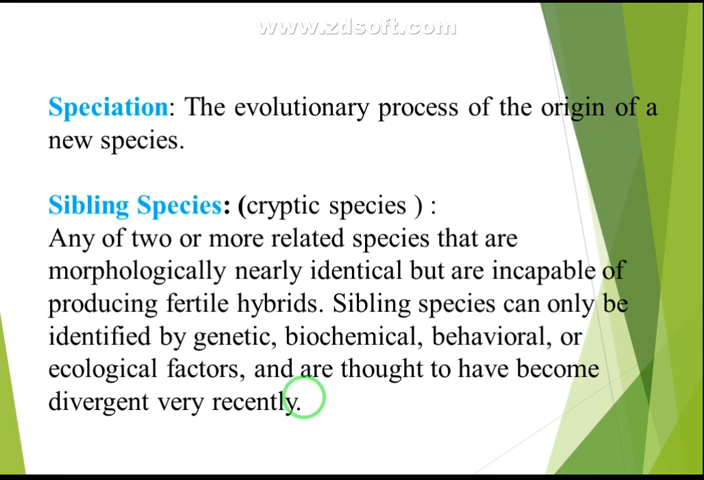 www.zdsoft.com
Speciation: The evolutionary process of the origin of a
new species.
Sibling Species: (cryptic species ) :
Any of two or more related species that are
morphologically nearly identical but are incapable of
producing fertile hybrids. Sibling species can only be
identified by genetic, biochemical, behavioral, or
ecological factors, and are thought to have become
divergent very recently.